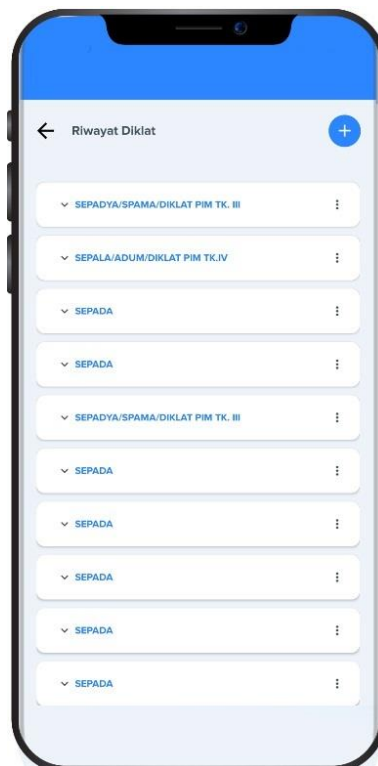 Riwayat Diklat
SEPADYA/SPAMA/DIKLAT PIM TK. III
SEPALA/ADUM/DIKLAT PIM TK.IV
SEPADA
SEPADA
SEPADYA/SPAMA/DIKLAT PIM TK. III
SEPADA
SEPADA
SEPADA
SEPADA
SEPADA